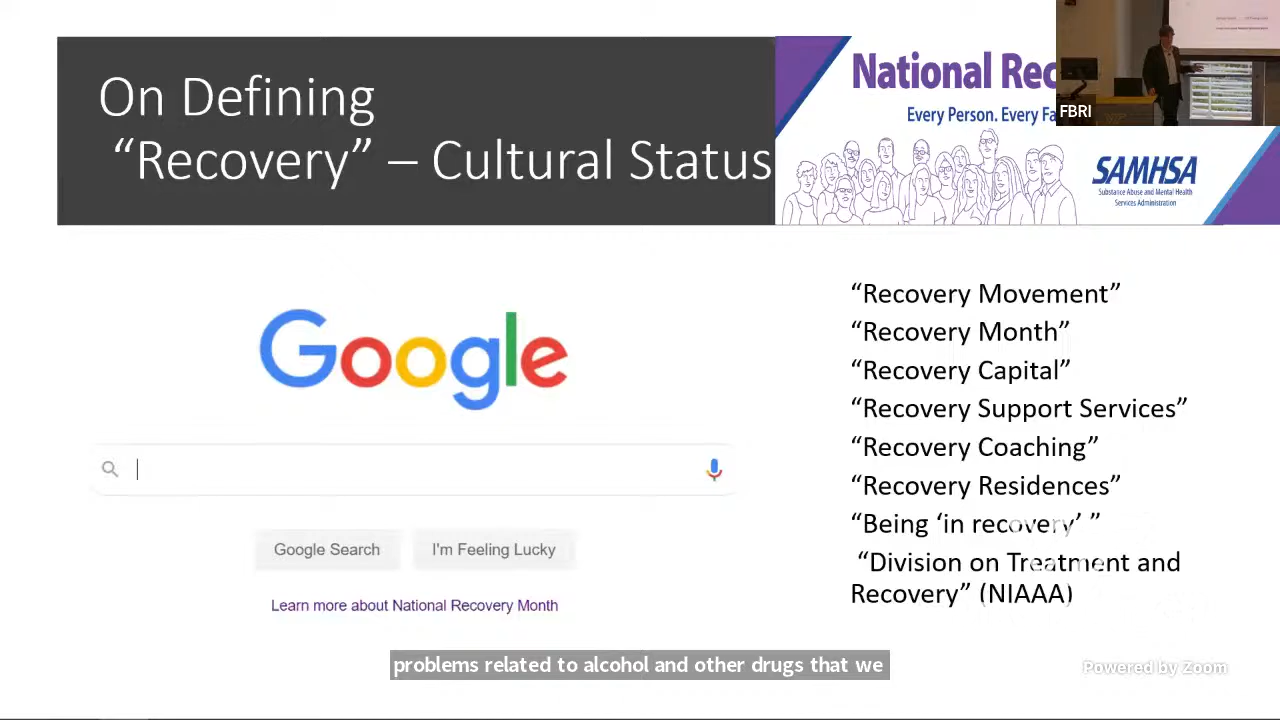 On Defining
“Recovery” – Cultural Status
National Rec
Every Person. Every Fa
SAMHSA
Substance Abuse and Mental Health
Services Administration
FBRI
Google
Google Search
I'm Feeling Lucky
Learn more about National Recovery Month
“Recovery Movement”
“Recovery Month”
“Recovery Capital”
“Recovery Support Services”
“Recovery Coaching”
“Recovery Residences”
“Being ‘in recovery’ ”
“Division on Treatment and
Recovery” (NIAAA)
problems related to alcohol and other drugs that we
Powered by Zoom